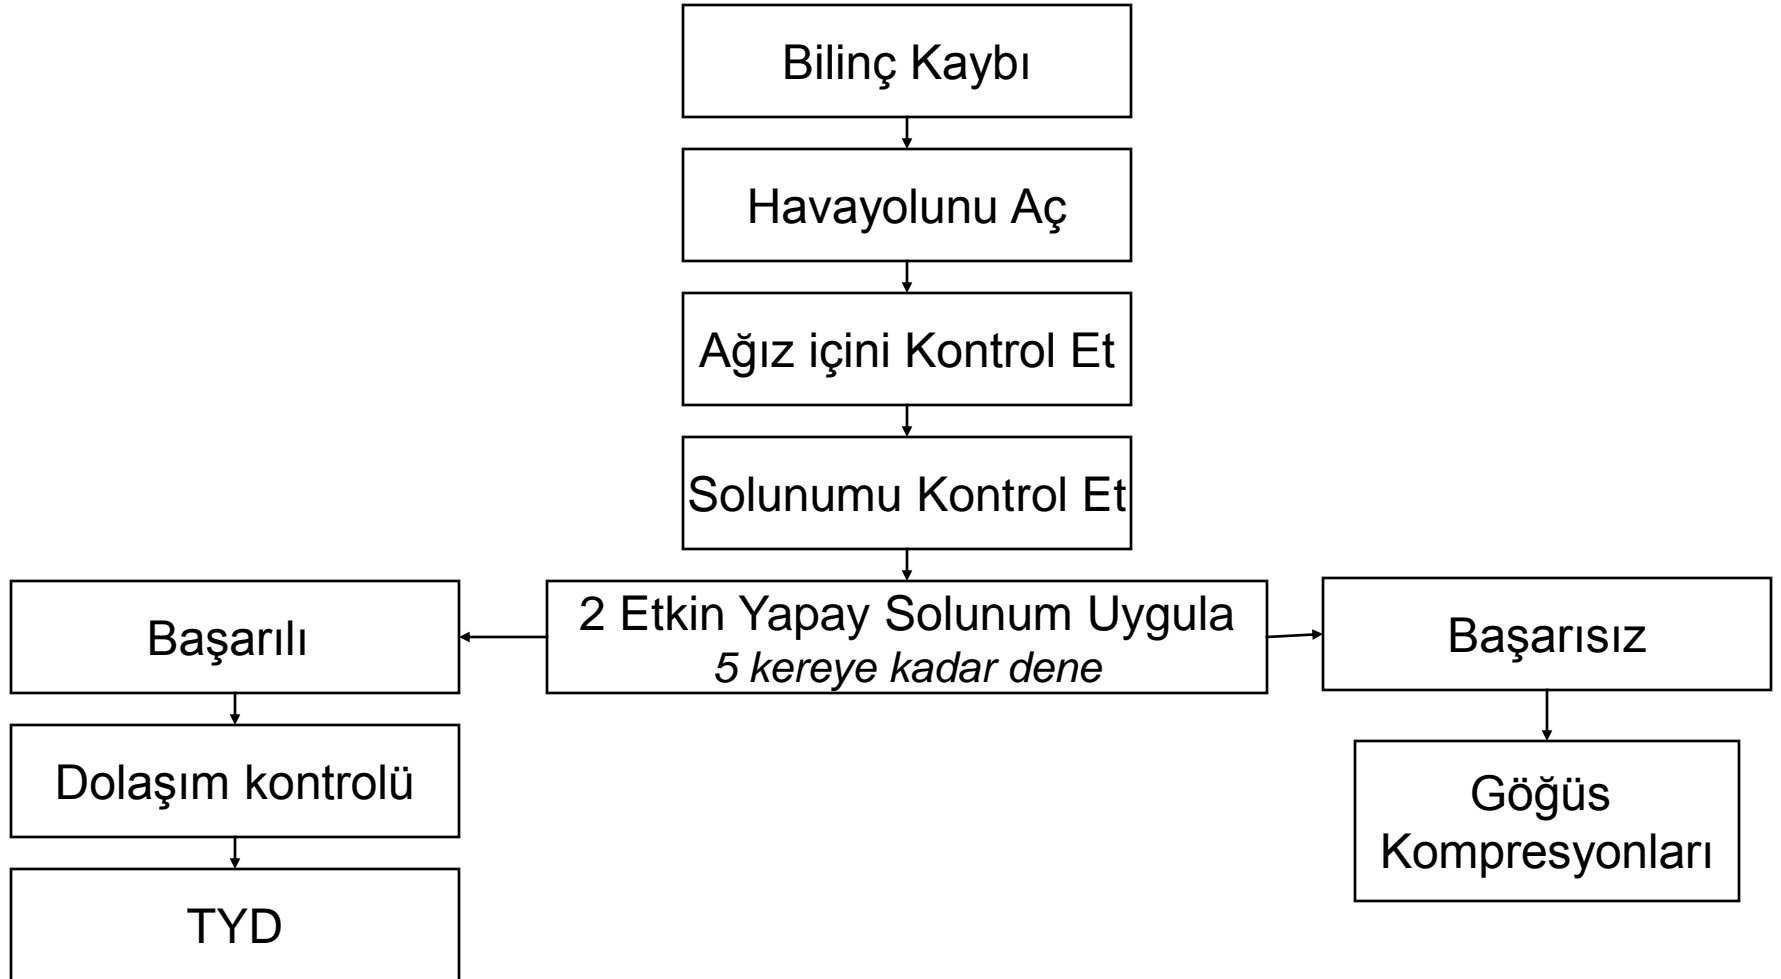 Bilinç Kaybı
Havayolunu Aç
Ağız içini Kontrol Et
Solunumu Kontrol Et
2 Etkin Yapay Solunum Uygula
5 kereye kadar dene
Başarılı
Dolaşım kontrolü
TYD
Başarısız
Göğüs
Kompresyonları